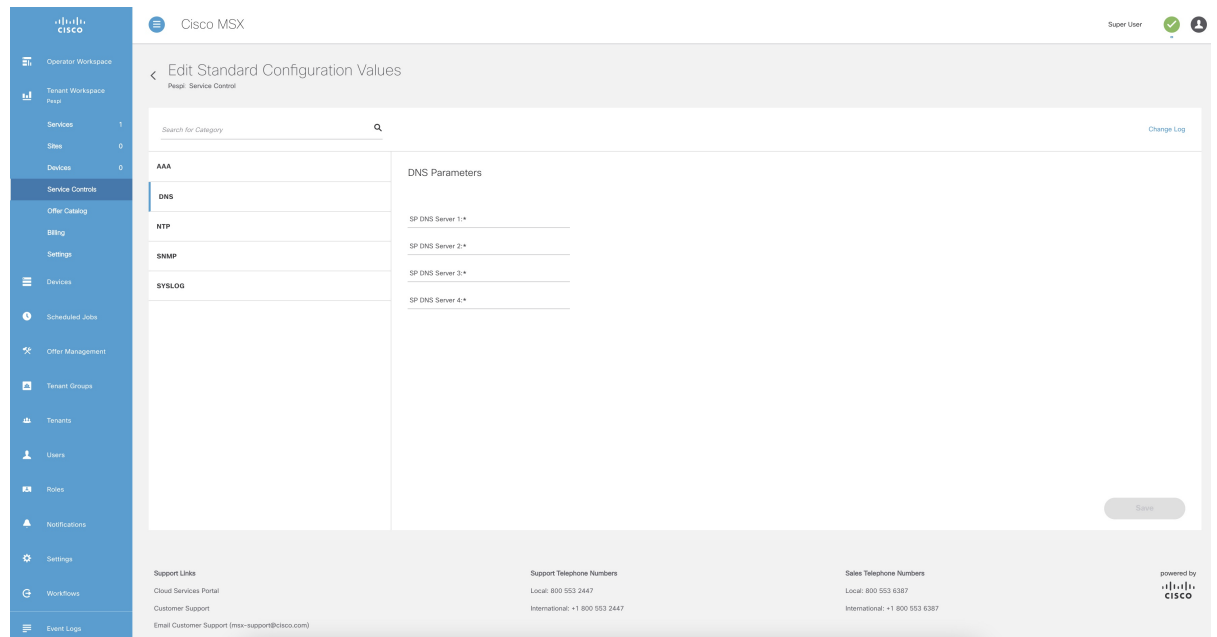 CISCO
Cisco MSX
Super User
Operator Workspace
Tenant Workspace
Pespi
Services 1
Sites 0
Devices 0
Service Controls
Offer Catalog
Billing
Settings
Devices
Scheduled Jobs
Offer Management
Tenant Groups
Tenants
Users
Roles
Notifications
Settings
Workflows
Event Logs
Edit Standard Configuration Values
Pespi: Service Control
Search for Category
Change Log
AAA
DNS
NTP
SNMP
SYSLOG
DNS Parameters
SP DNS Server 1:*
SP DNS Server 2:*
SP DNS Server 3:*
SP DNS Server 4:*
Save
Support Links
Cloud Services Portal
Customer Support
Email Customer Support (msx-support@cisco.com)
Support Telephone Numbers
Local: 800 553 2447
International: +1 800 553 2447
Sales Telephone Numbers
Local: 800 553 6387
International: +1 800 553 6387
powered by
CISCO